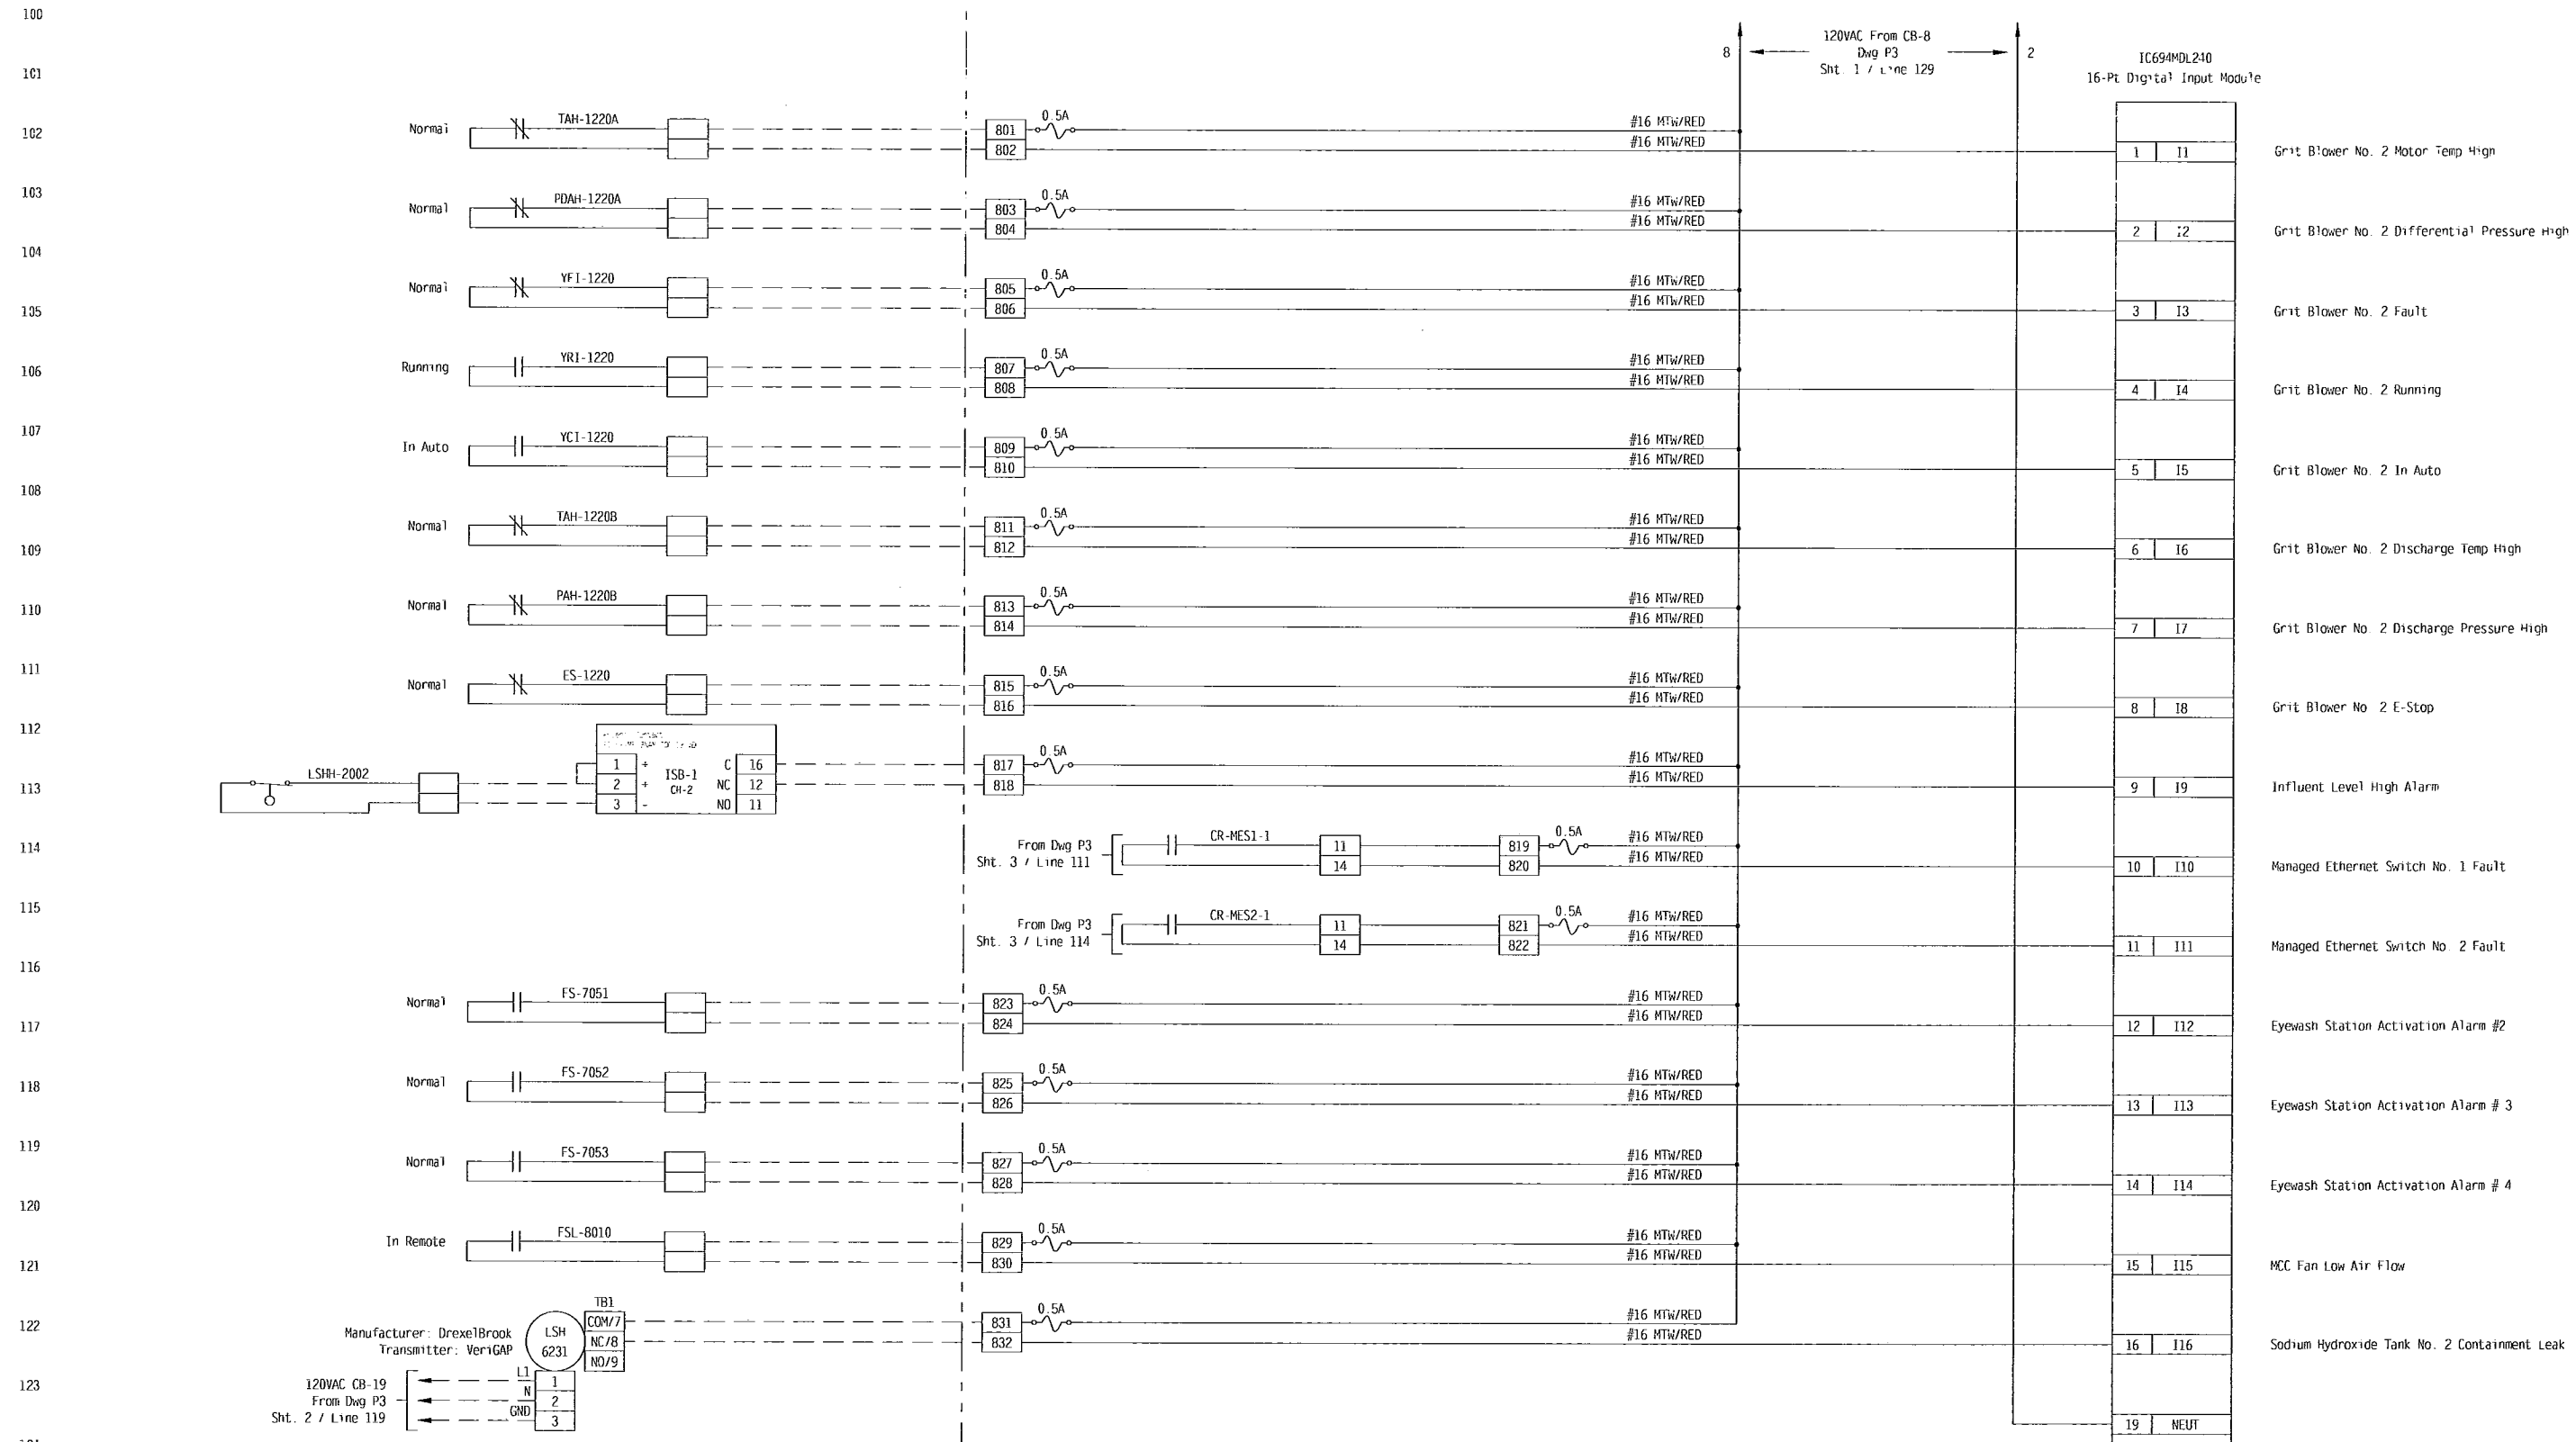 100
120VAC From CB-8
8 Dwg P3 2
Sht. 1 / Line 129
IC694MDL240
101
16-Pt Digital Input Module
102 Normal TAH-1220A 801 0.5A #16 MTW/RED
802 #16 MTW/RED 1 I1 Grit Blower No. 2 Motor Temp High
103 Normal PDAH-1220A 803 0.5A #16 MTW/RED
804 #16 MTW/RED 2 I2 Grit Blower No. 2 Differential Pressure High
104 Normal YFI-1220 805 0.5A #16 MTW/RED
105 806 #16 MTW/RED 3 I3 Grit Blower No. 2 Fault
106 Running YRI-1220 807 0.5A #16 MTW/RED
808 #16 MTW/RED 4 I4 Grit Blower No. 2 Running
107 In Auto YCI-1220 809 0.5A #16 MTW/RED
810 #16 MTW/RED 5 I5 Grit Blower No. 2 In Auto
108 Normal TAH-1220B 811 0.5A #16 MTW/RED
109 812 #16 MTW/RED 6 I6 Grit Blower No. 2 Discharge Temp High
110 Normal PAH-1220B 813 0.5A #16 MTW/RED
814 #16 MTW/RED 7 I7 Grit Blower No. 2 Discharge Pressure High
111 Normal ES-1220 815 0.5A #16 MTW/RED
816 #16 MTW/RED 8 I8 Grit Blower No 2 E-Stop
112
1 + C 16 817 0.5A #16 MTW/RED
113 LSHH-2002 2 + ISB-1 CH-2 NC 12 818 #16 MTW/RED 9 I9 Influent Level High Alarm
3 - NO 11
114 From Dwg P3 CR-MES1-1 11 819 0.5A #16 MTW/RED
Sht. 3 / Line 111 14 820 #16 MTW/RED 10 I10 Managed Ethernet Switch No. 1 Fault
115 From Dwg P3 CR-MES2-1 11 821 0.5A #16 MTW/RED
Sht. 3 / Line 114 14 822 #16 MTW/RED 11 I11 Managed Ethernet Switch No. 2 Fault
116 Normal FS-7051 823 0.5A #16 MTW/RED
117 824 #16 MTW/RED 12 I12 Eyewash Station Activation Alarm #2
118 Normal FS-7052 825 0.5A #16 MTW/RED
826 #16 MTW/RED 13 I13 Eyewash Station Activation Alarm # 3
119 Normal FS-7053 827 0.5A #16 MTW/RED
828 #16 MTW/RED 14 I14 Eyewash Station Activation Alarm # 4
120 In Remote FSL-8010 829 0.5A #16 MTW/RED
121 830 #16 MTW/RED 15 I15 MCC Fan Low Air Flow
TB1
122 COM/7 831 0.5A #16 MTW/RED
Manufacturer: DrexelBrook LSH NC/8 832 #16 MTW/RED
Transmitter: VeriGAP 6231 NO/9 16 I16 Sodium Hydroxide Tank No. 2 Containment Leak
123 120VAC CB-19 L1 1
From Dwg P3 N 2
Sht. 2 / Line 119 GND 3 19 NEUT